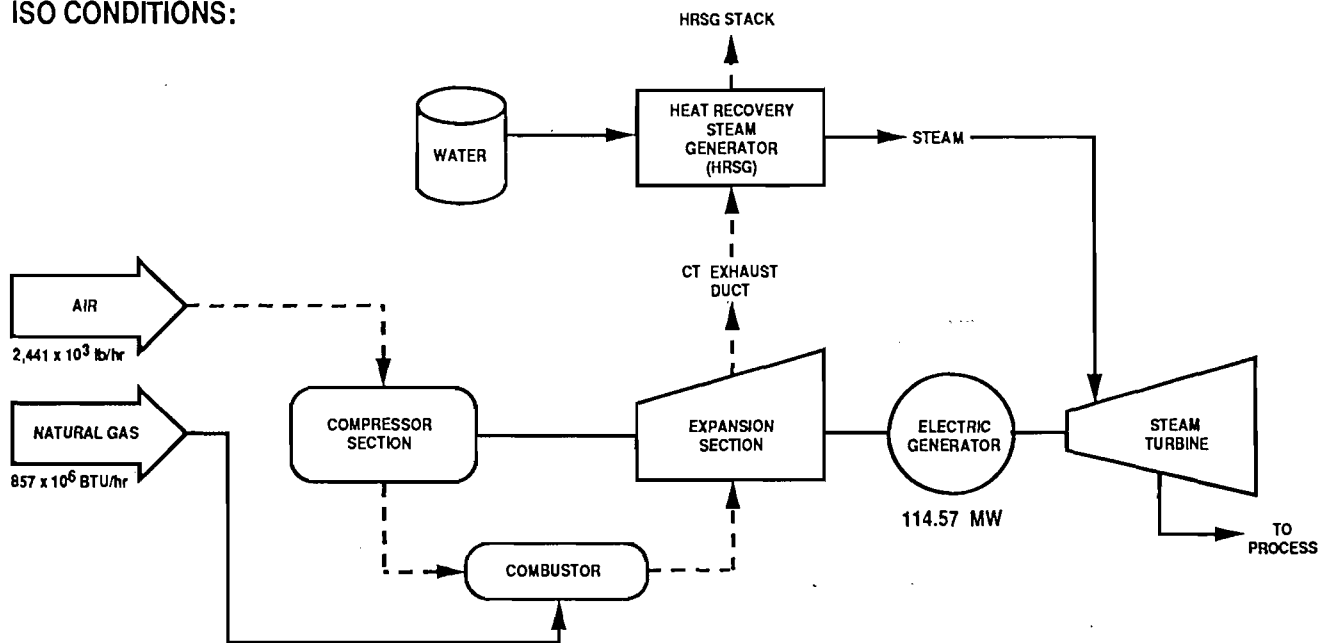 ISO CONDITIONS:
HRSG STACK
HEAT RECOVERY
STEAM
GENERATOR
(HRSG)
WATER
STEAM
CT EXHAUST
DUCT
AIR
2,441 x 10³ lb/hr
NATURAL GAS
857 x 10⁶ BTU/hr
COMPRESSOR
SECTION
EXPANSION
SECTION
ELECTRIC
GENERATOR
114.57 MW
STEAM
TURBINE
TO
PROCESS
COMBUSTOR